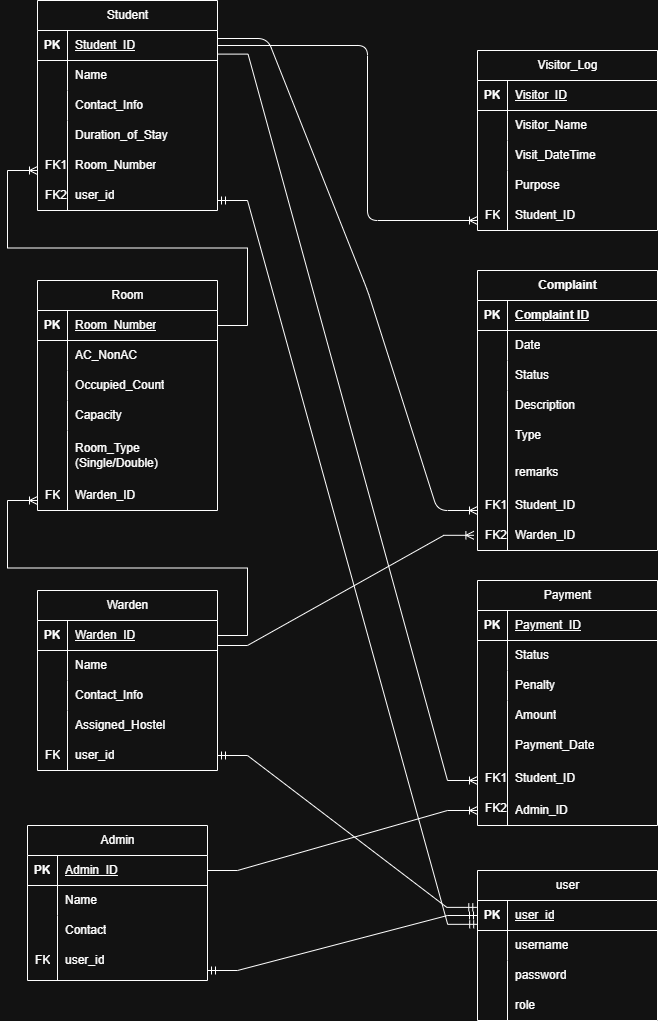 Student
PK Student_ID
Name
Contact_Info
Duration_of_Stay
FK1 Room_Number
FK2 user_id
Room
PK Room_Number
AC_NonAC
Occupied_Count
Capacity
Room_Type
(Single/Double)
FK Warden_ID
Warden
PK Warden_ID
Name
Contact_Info
Assigned_Hostel
FK user_id
Admin
PK Admin_ID
Name
Contact
FK user_id
Visitor_Log
PK Visitor_ID
Visitor_Name
Visit_DateTime
Purpose
FK Student_ID
Complaint
PK Complaint ID
Date
Status
Description
Type
remarks
FK1 Student_ID
FK2 Warden_ID
Payment
PK Payment_ID
Status
Penalty
Amount
Payment_Date
FK1 Student_ID
FK2 Admin_ID
user
PK user_id
username
password
role